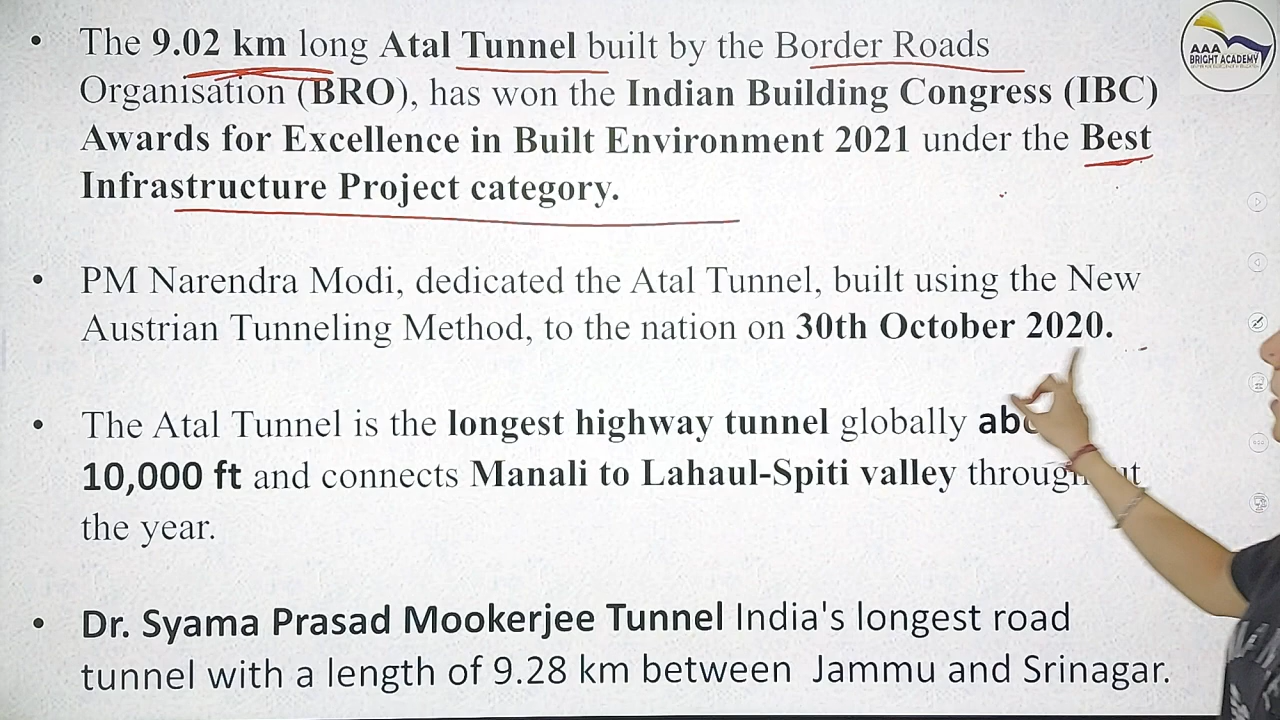 • The 9.02 km long Atal Tunnel built by the Border Roads
Organisation (BRO), has won the Indian Building Congress (IBC)
Awards for Excellence in Built Environment 2021 under the Best
Infrastructure Project category.
• PM Narendra Modi, dedicated the Atal Tunnel, built using the New
Austrian Tunneling Method, to the nation on 30th October 2020.
• The Atal Tunnel is the longest highway tunnel globally
10,000 ft and connects Manali to Lahaul-Spiti valley
the year.
• Dr. Syama Prasad Mookerjee Tunnel India's longest road
tunnel with a length of 9.28 km between Jammu and Srinagar.
AAA
BRIGHT ACADEMY